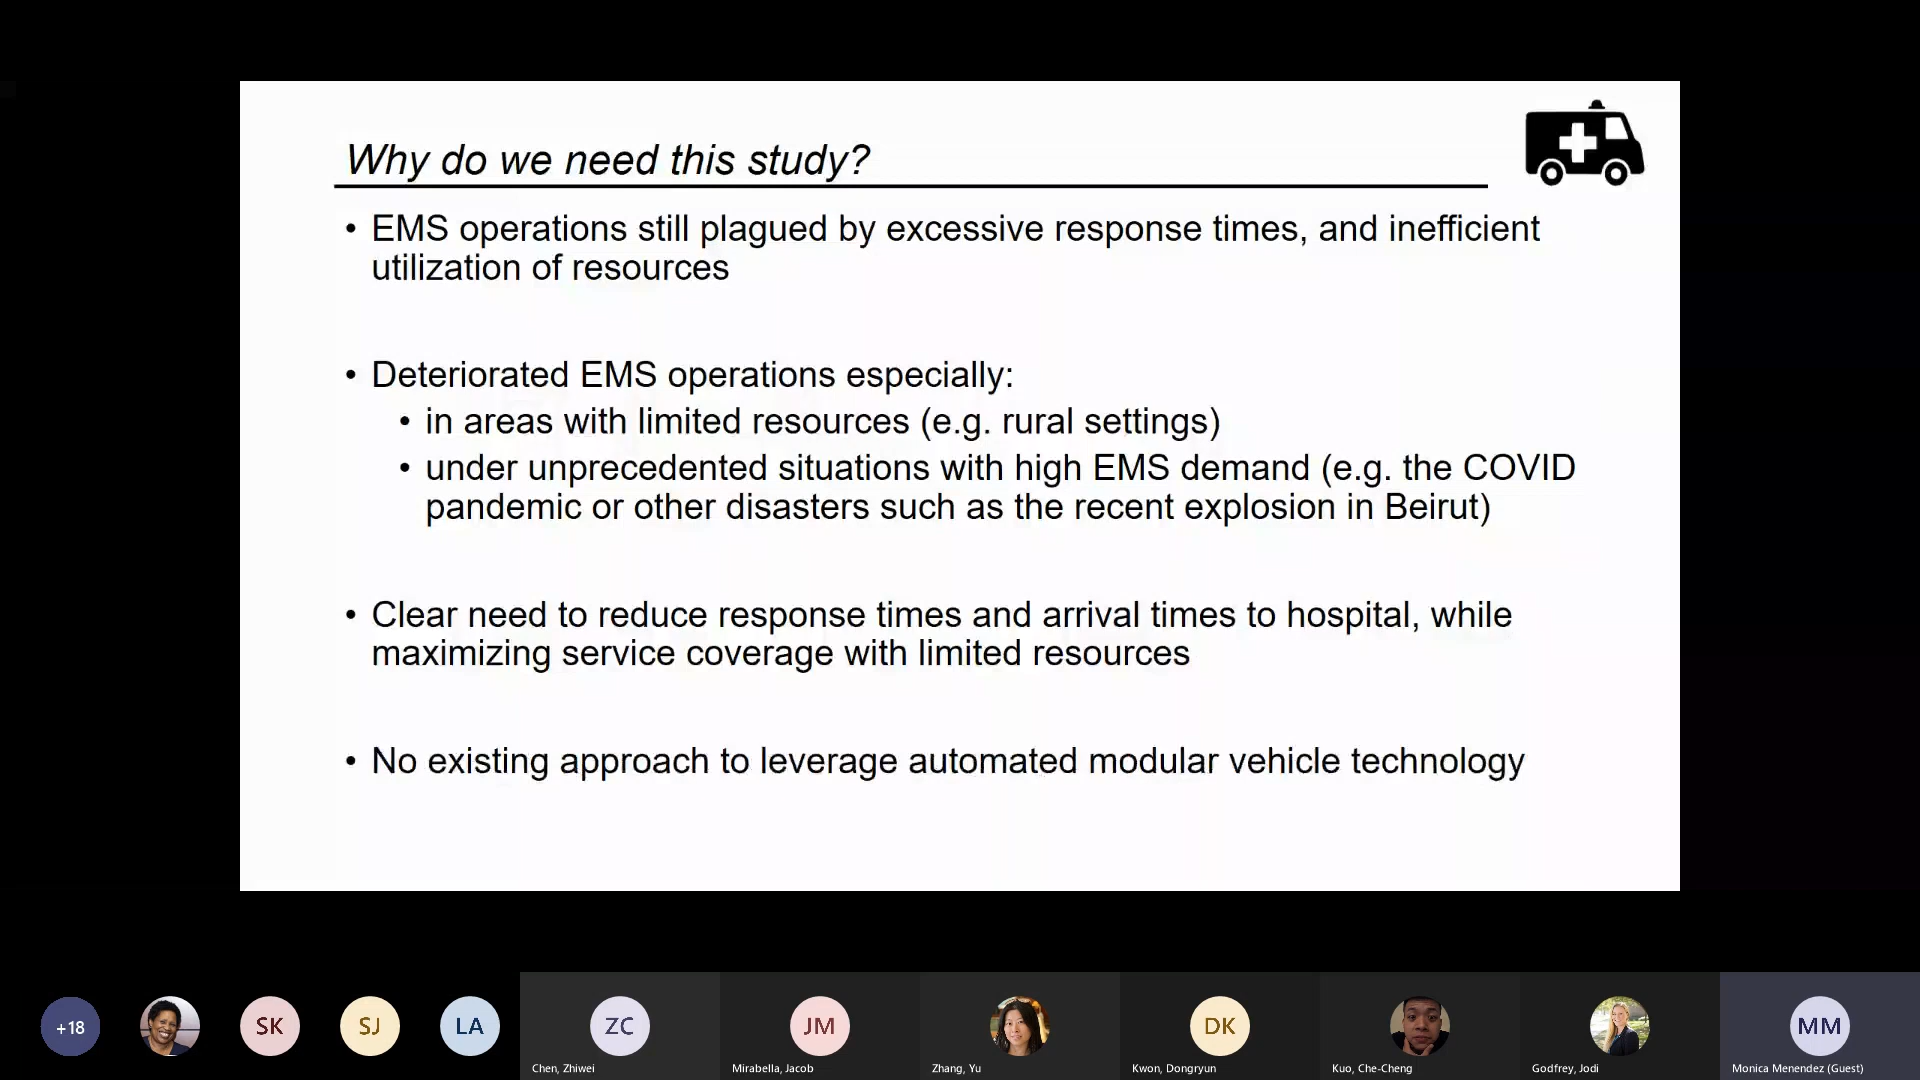 Why do we need this study?
• EMS operations still plagued by excessive response times, and inefficient
utilization of resources
• Deteriorated EMS operations especially:
• in areas with limited resources (e.g. rural settings)
• under unprecedented situations with high EMS demand (e.g. the COVID
pandemic or other disasters such as the recent explosion in Beirut)
• Clear need to reduce response times and arrival times to hospital, while
maximizing service coverage with limited resources
• No existing approach to leverage automated modular vehicle technology
+18
SK
SJ
LA
ZC
JM
DK
MM
Chen, Zhiwei
Mirabella, Jacob
Zhang, Yu
Kwon, Dongryun
Kuo, Che-Cheng
Godfrey, Jodi
Monica Menendez (Guest)